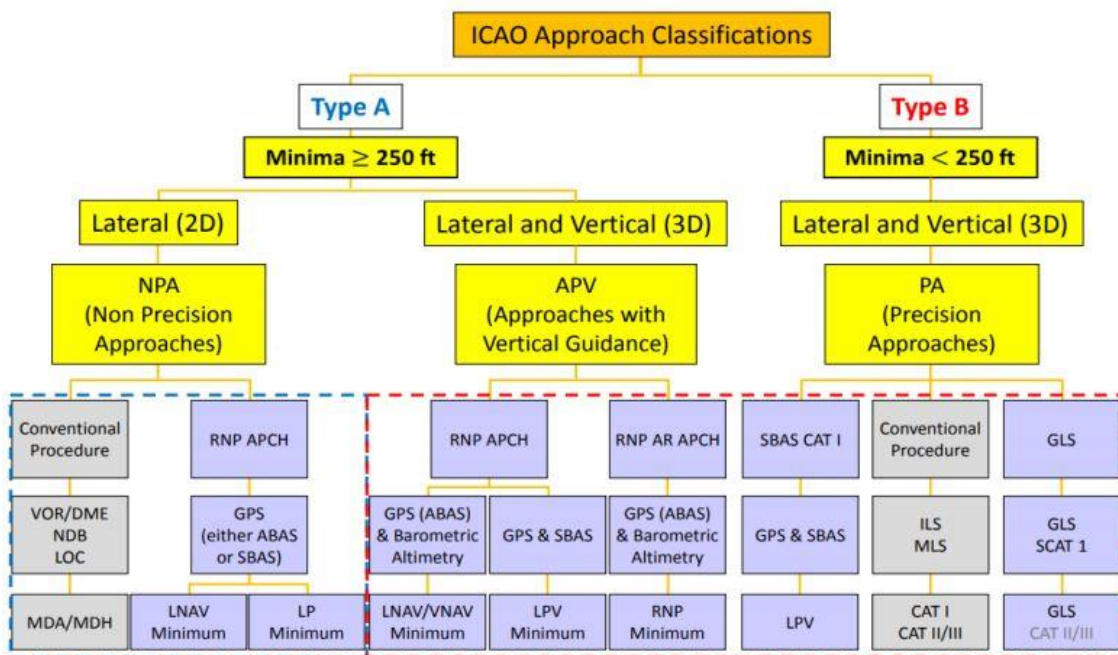 ICAO Approach Classifications
Type A
Type B
Minima ≥ 250 ft
Minima < 250 ft
Lateral (2D)
Lateral and Vertical (3D)
Lateral and Vertical (3D)
NPA
(Non Precision
Approaches)
APV
(Approaches with
Vertical Guidance)
PA
(Precision
Approaches)
Conventional
Procedure
RNP APCH
RNP APCH
RNP AR APCH
SBAS CAT I
Conventional
Procedure
GLS
VOR/DME
NDB
LOC
GPS
(either ABAS
or SBAS)
GPS (ABAS)
& Barometric
Altimetry
GPS & SBAS
GPS (ABAS)
& Barometric
Altimetry
GPS & SBAS
ILS
MLS
GLS
SCAT 1
MDA/MDH
LNAV
Minimum
LP
Minimum
LNAV/VNAV
Minimum
LPV
Minimum
RNP
Minimum
LPV
CAT I
CAT II/III
GLS
CAT II/III